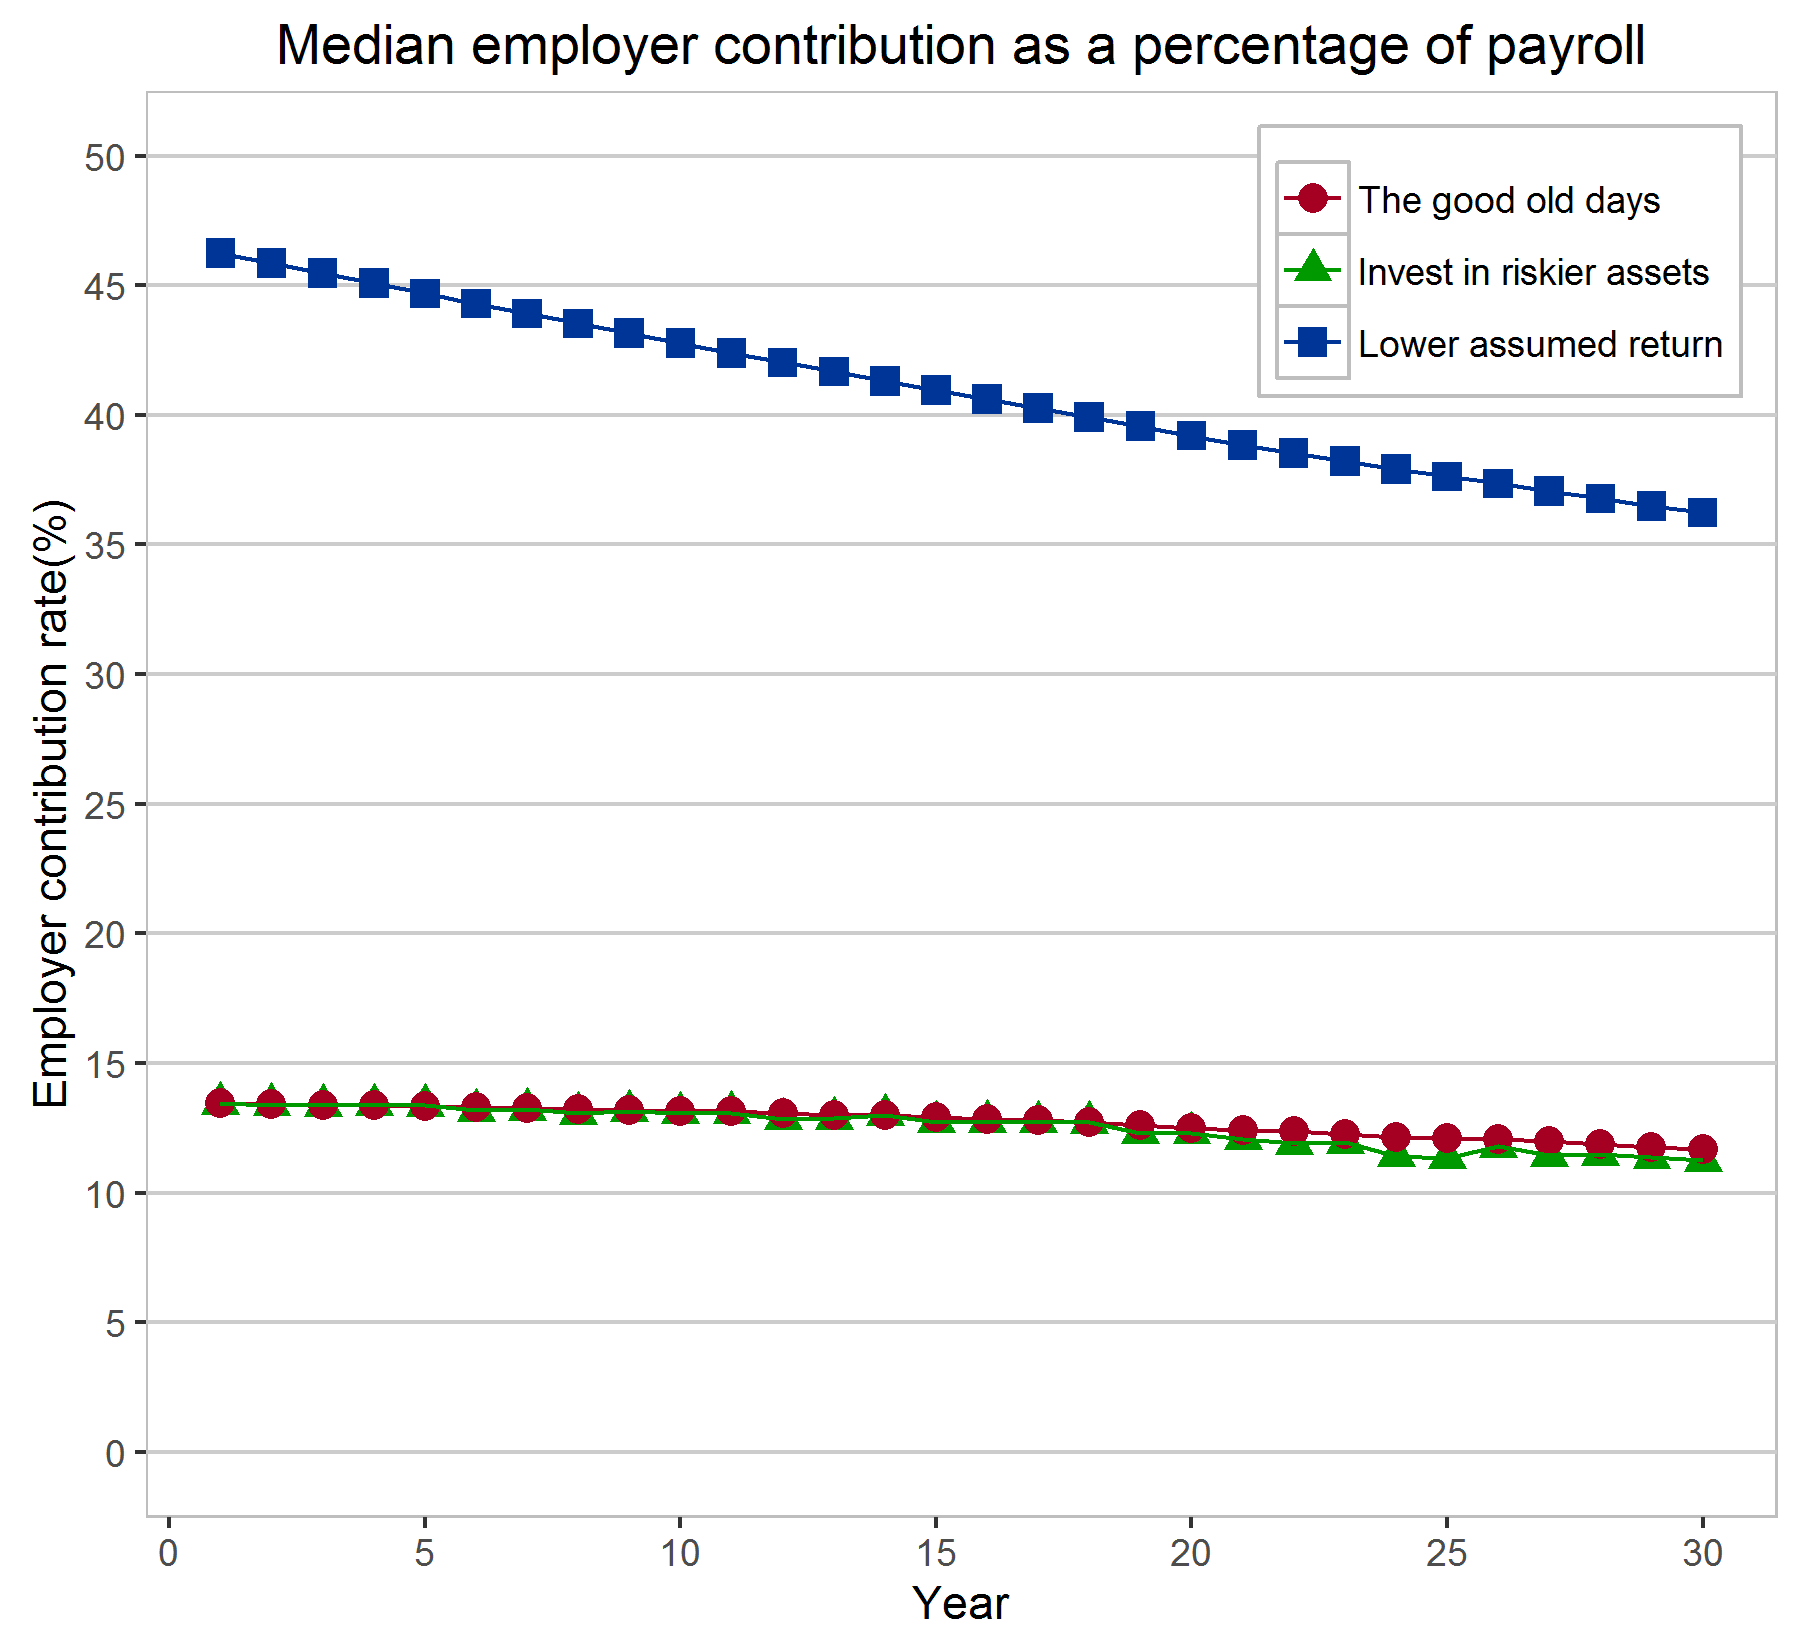 Median employer contribution as a percentage of payroll
The good old days
Invest in riskier assets
Lower assumed return
Employer contribution rate(%)
50
45
40
35
30
25
20
15
10
5
0
0 5 10 15 20 25 30
Year